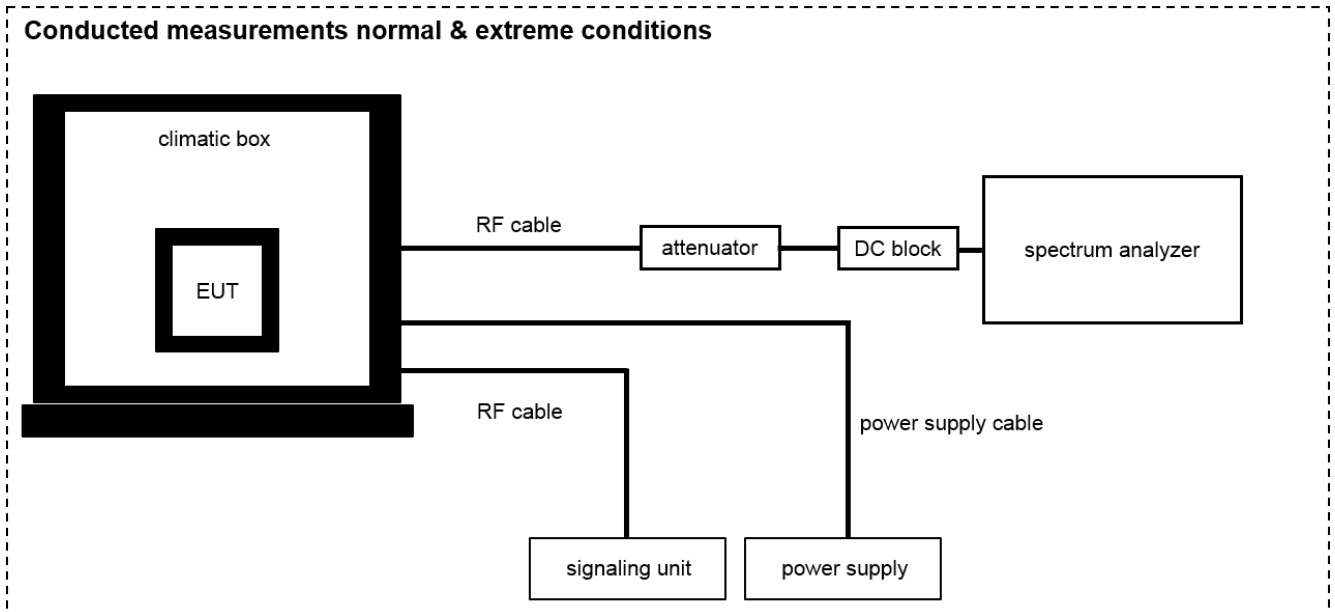 Conducted measurements normal & extreme conditions
climatic box
RF cable
attenuator
DC block
spectrum analyzer
EUT
RF cable
power supply cable
signaling unit
power supply